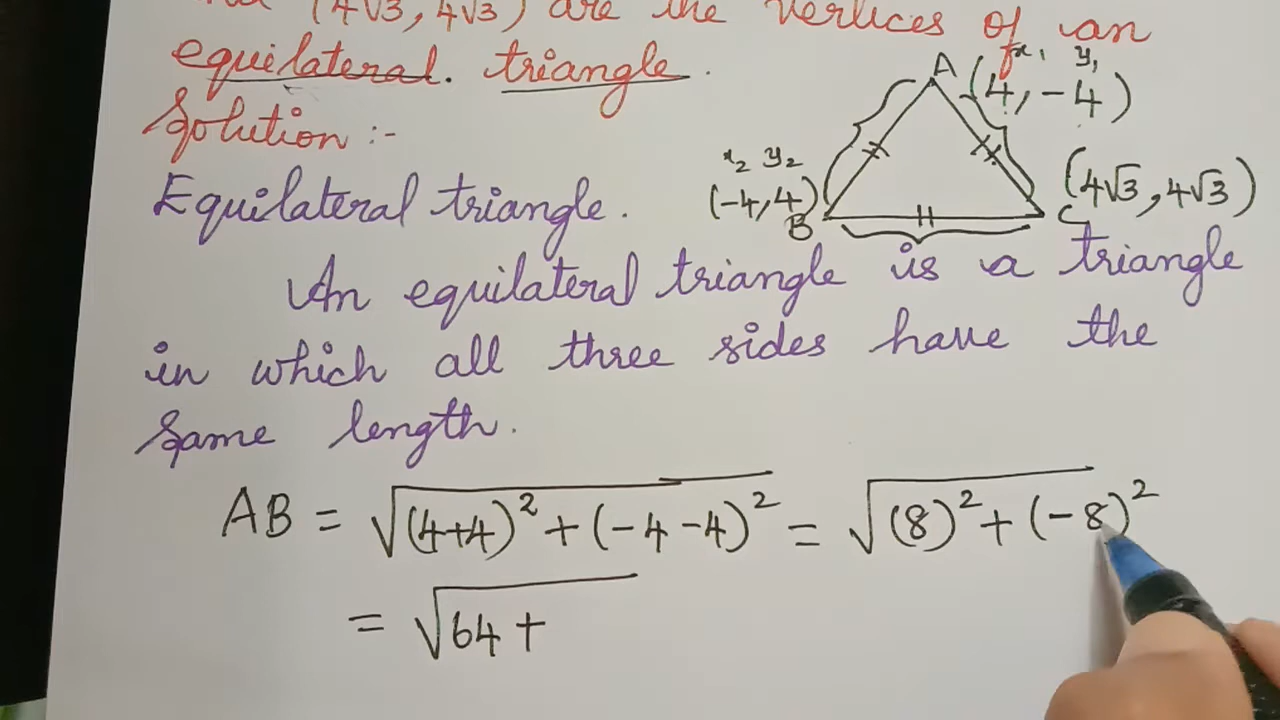 (4√3, 4√3) are the vertices of an
equilateral triangle.
Solution :-
A (4, -4)
x₁ y₁
x₂ y₂
(-4, 4)
B
C (4√3, 4√3)
Equilateral triangle.
An equilateral triangle is a triangle
in which all three sides have the
same length.
AB = √(4+4)² + (-4-4)² = √(8)² + (-8)²
= √64 +